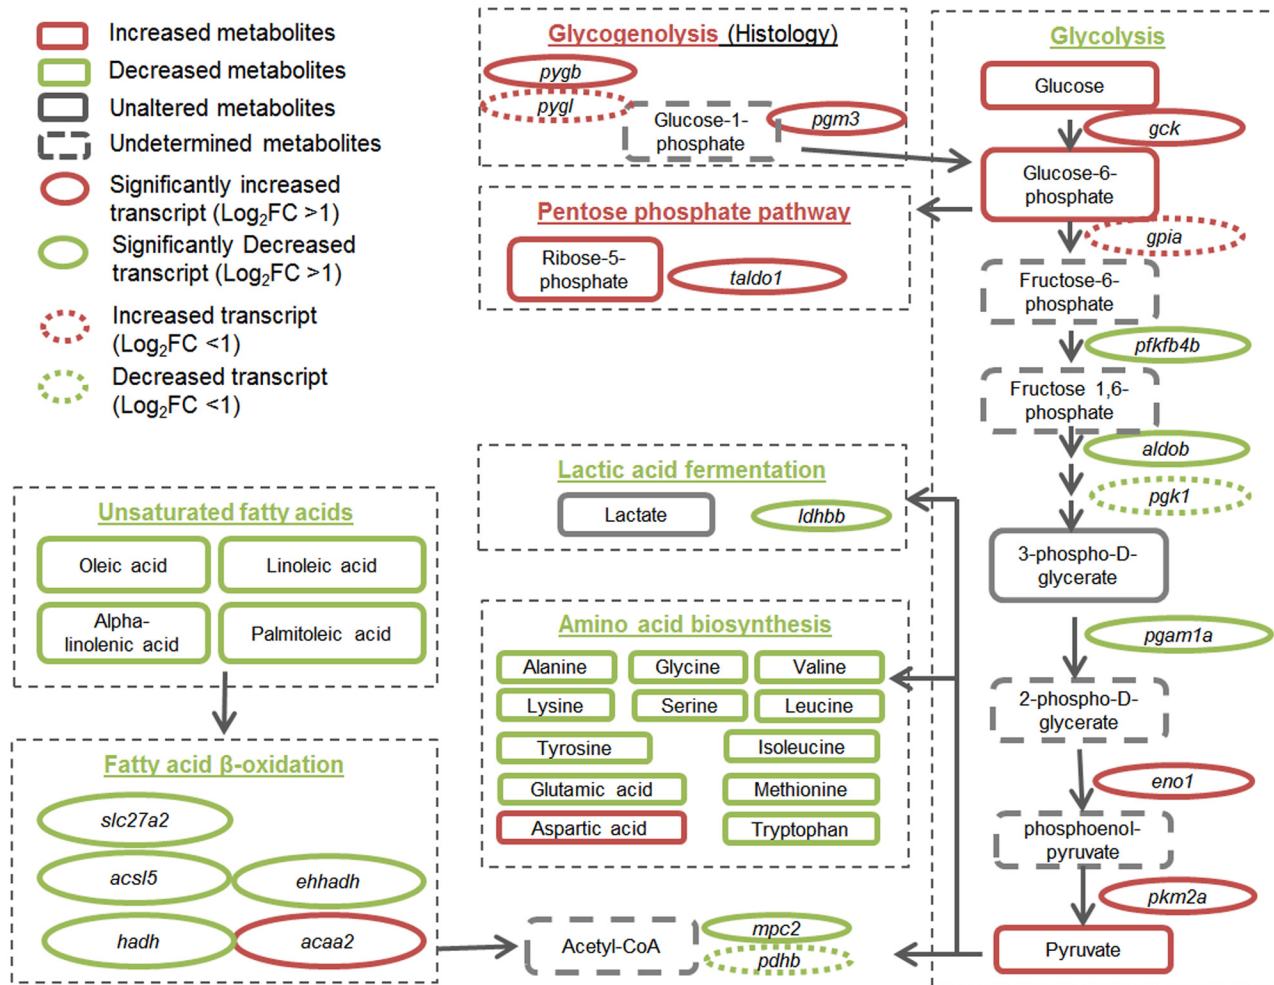 Increased metabolites
Decreased metabolites
Unaltered metabolites
Undetermined metabolites
Significantly increased
transcript (Log₂FC >1)
Significantly Decreased
transcript (Log₂FC >1)
Increased transcript
(Log₂FC <1)
Decreased transcript
(Log₂FC <1)
Glycogenolysis (Histology)
pygb
pygl
Glucose-1-
phosphate
pgm3
Pentose phosphate pathway
Ribose-5-
phosphate
taldo1
Glycolysis
Glucose
gck
Glucose-6-
phosphate
gpia
Fructose-6-
phosphate
pfkfb4b
Fructose 1,6-
phosphate
aldob
pgk1
3-phospho-D-
glycerate
pgam1a
2-phospho-D-
glycerate
eno1
phosphoenol-
pyruvate
pkm2a
Pyruvate
Lactic acid fermentation
Lactate
ldhbb
Amino acid biosynthesis
Alanine
Glycine
Valine
Lysine
Serine
Leucine
Tyrosine
Isoleucine
Glutamic acid
Methionine
Aspartic acid
Tryptophan
Unsaturated fatty acids
Oleic acid
Linoleic acid
Alpha-
linolenic acid
Palmitoleic acid
Fatty acid β-oxidation
slc27a2
acsl5
ehhadh
hadh
acaa2
Acetyl-CoA
mpc2
pdhb